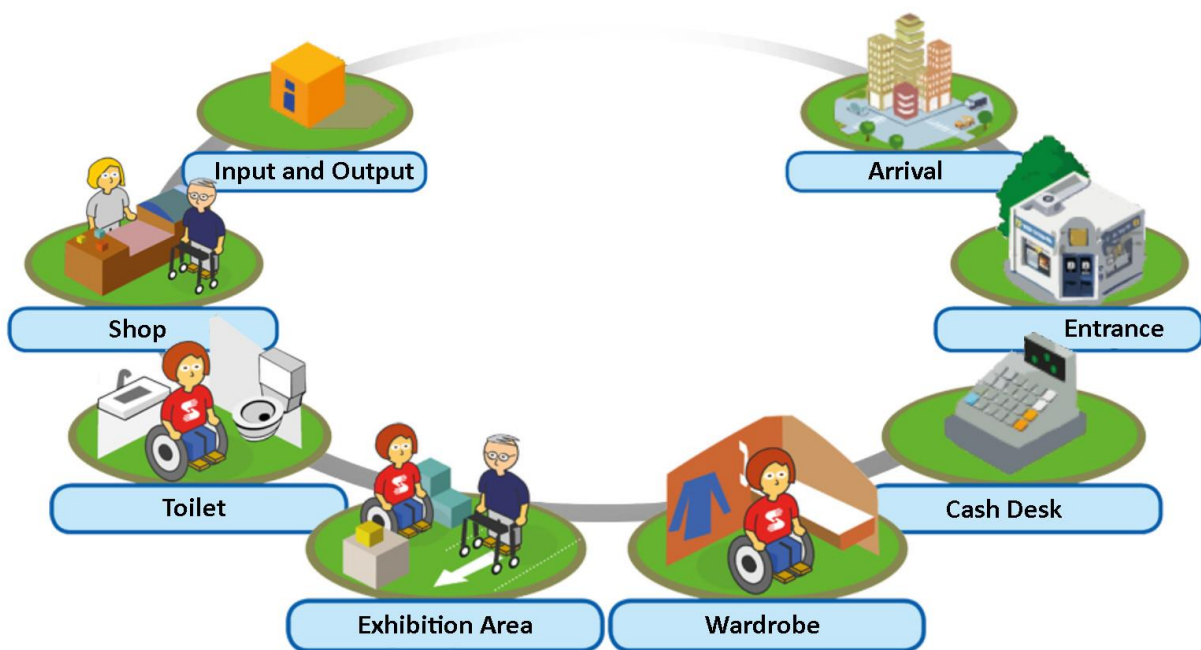 Input and Output
Arrival
Shop
Entrance
Toilet
Cash Desk
Exhibition Area
Wardrobe